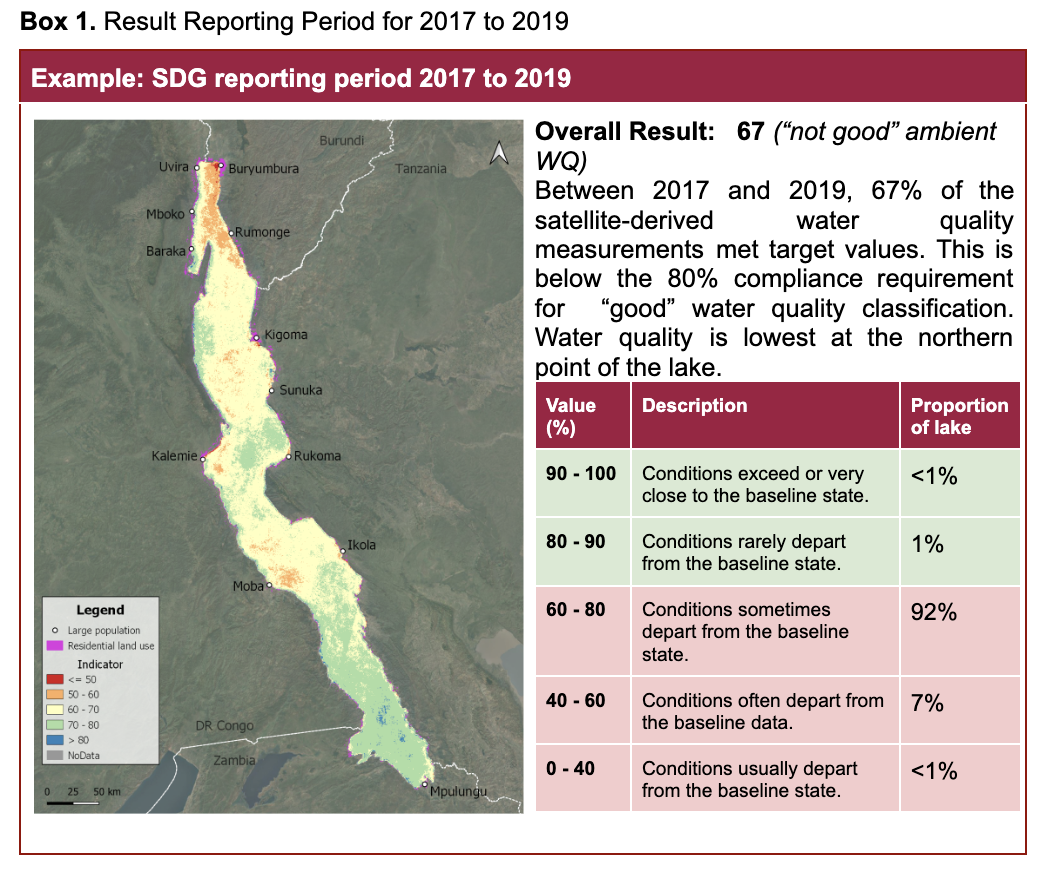 Box 1. Result Reporting Period for 2017 to 2019
Example: SDG reporting period 2017 to 2019
Burundi
Tanzania
Uvira
Buryumbura
Mboko
Rumonge
Baraka
Kigoma
Sunuka
Kalemie
Rukoma
Ikola
Moba
DR Congo
Zambia
Mpulungu
Legend
Large population
Residential land use
Indicator
<= 50
50 - 60
60 - 70
70 - 80
> 80
NoData
0 25 50 km
Overall Result: 67 (“not good” ambient
WQ)
Between 2017 and 2019, 67% of the
satellite-derived water quality
measurements met target values. This is
below the 80% compliance requirement
for “good” water quality classification.
Water quality is lowest at the northern
point of the lake.
Value Description Proportion
(%) of lake
90 - 100 Conditions exceed or very <1%
close to the baseline state.
80 - 90 Conditions rarely depart 1%
from the baseline state.
60 - 80 Conditions sometimes 92%
depart from the baseline
state.
40 - 60 Conditions often depart from 7%
the baseline data.
0 - 40 Conditions usually depart <1%
from the baseline state.